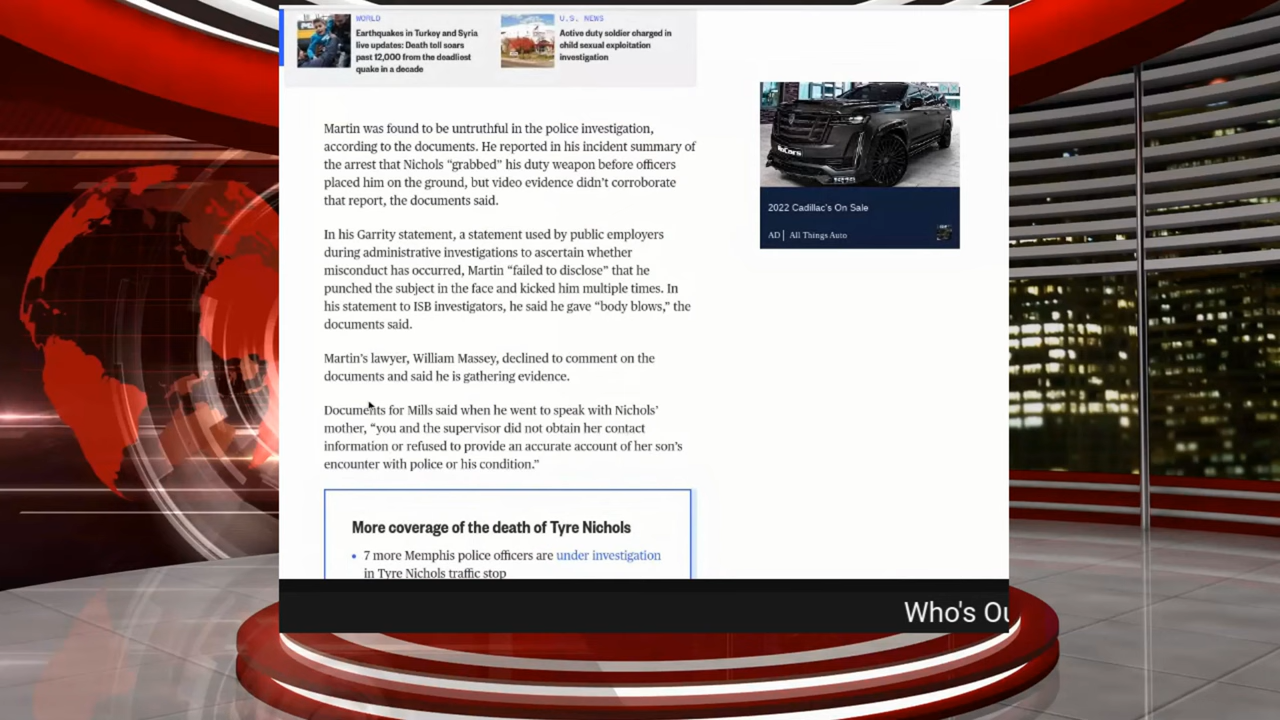 WORLD
Earthquakes in Turkey and Syria
live updates: Death toll soars
past 12,000 from the deadliest
quake in a decade
U.S. NEWS
Active duty soldier charged in
child sexual exploitation
investigation
Martin was found to be untruthful in the police investigation,
according to the documents. He reported in his incident summary of
the arrest that Nichols “grabbed” his duty weapon before officers
placed him on the ground, but video evidence didn’t corroborate
that report, the documents said.
In his Garrity statement, a statement used by public employers
during administrative investigations to ascertain whether
misconduct has occurred, Martin “failed to disclose” that he
punched the subject in the face and kicked him multiple times. In
his statement to ISB investigators, he said he gave “body blows,” the
documents said.
Martin’s lawyer, William Massey, declined to comment on the
documents and said he is gathering evidence.
Documents for Mills said when he went to speak with Nichols’
mother, “you and the supervisor did not obtain her contact
information or refused to provide an accurate account of her son’s
encounter with police or his condition.”
More coverage of the death of Tyre Nichols
• 7 more Memphis police officers are under investigation
in Tyre Nichols traffic stop
2022 Cadillac's On Sale
AD | All Things Auto
Who's Ou